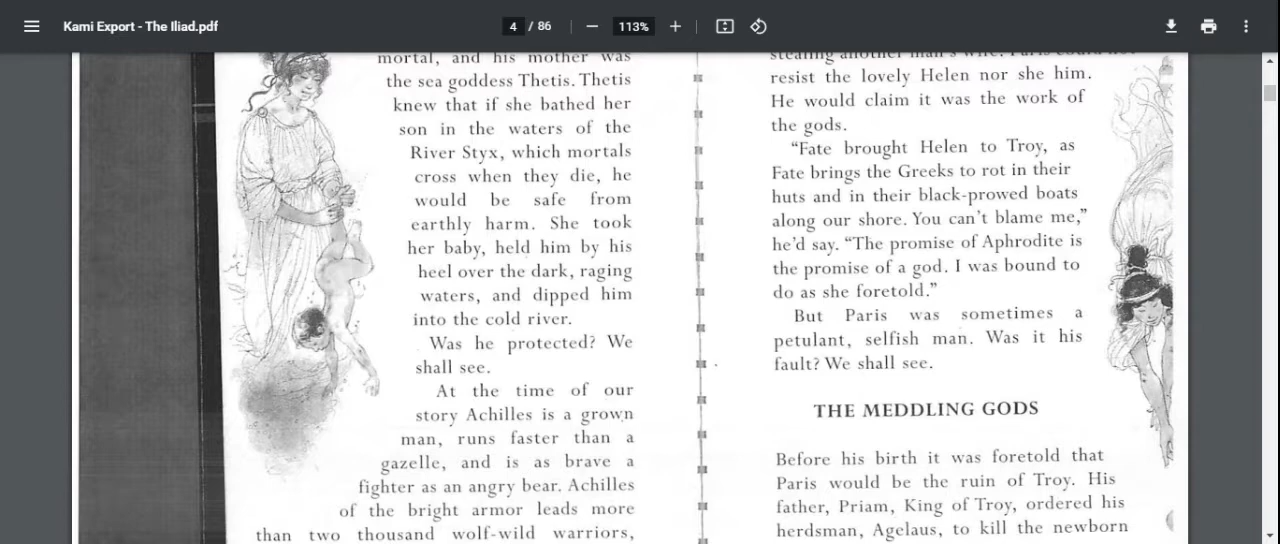 Kami Export - The Iliad.pdf
4 / 86
113%
mortal, and his mother was
the sea goddess Thetis. Thetis
knew that if she bathed her
son in the waters of the
River Styx, which mortals
cross when they die, he
would be safe from
earthly harm. She took
her baby, held him by his
heel over the dark, raging
waters, and dipped him
into the cold river.
Was he protected? We
shall see.
At the time of our
story Achilles is a grown
man, runs faster than a
gazelle, and is as brave a
fighter as an angry bear. Achilles
of the bright armor leads more
than two thousand wolf-wild warriors,
stealing another man's wife. Paris could not
resist the lovely Helen nor she him.
He would claim it was the work of
the gods.
“Fate brought Helen to Troy, as
Fate brings the Greeks to rot in their
huts and in their black-prowed boats
along our shore. You can't blame me,”
he'd say. “The promise of Aphrodite is
the promise of a god. I was bound to
do as she foretold.”
But Paris was sometimes a
petulant, selfish man. Was it his
fault? We shall see.
THE MEDDLING GODS
Before his birth it was foretold that
Paris would be the ruin of Troy. His
father, Priam, King of Troy, ordered his
herdsman, Agelaus, to kill the newborn